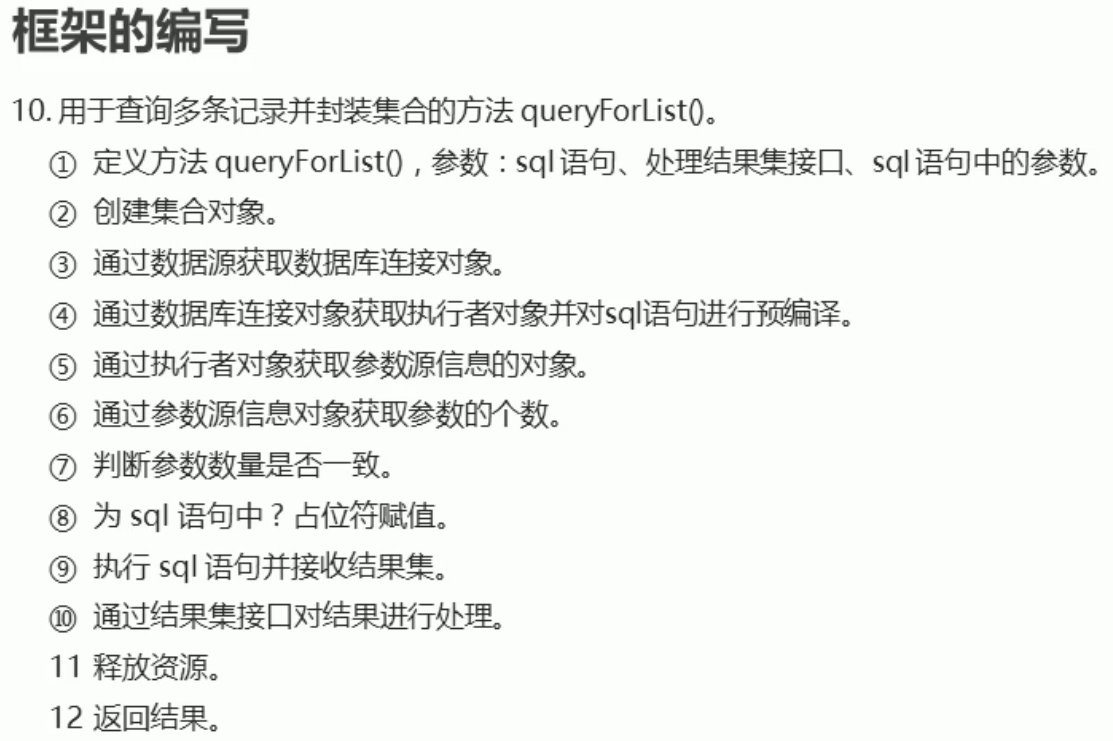 框架的编写
10. 用于查询多条记录并封装集合的方法 queryForList()。
① 定义方法 queryForList()，参数：sql 语句、处理结果集接口、sql 语句中的参数。
② 创建集合对象。
③ 通过数据源获取数据库连接对象。
④ 通过数据库连接对象获取执行者对象并对sql语句进行预编译。
⑤ 通过执行者对象获取参数源信息的对象。
⑥ 通过参数源信息对象获取参数的个数。
⑦ 判断参数数量是否一致。
⑧ 为 sql 语句中？占位符赋值。
⑨ 执行 sql 语句并接收结果集。
⑩ 通过结果集接口对结果进行处理。
11 释放资源。
12 返回结果。